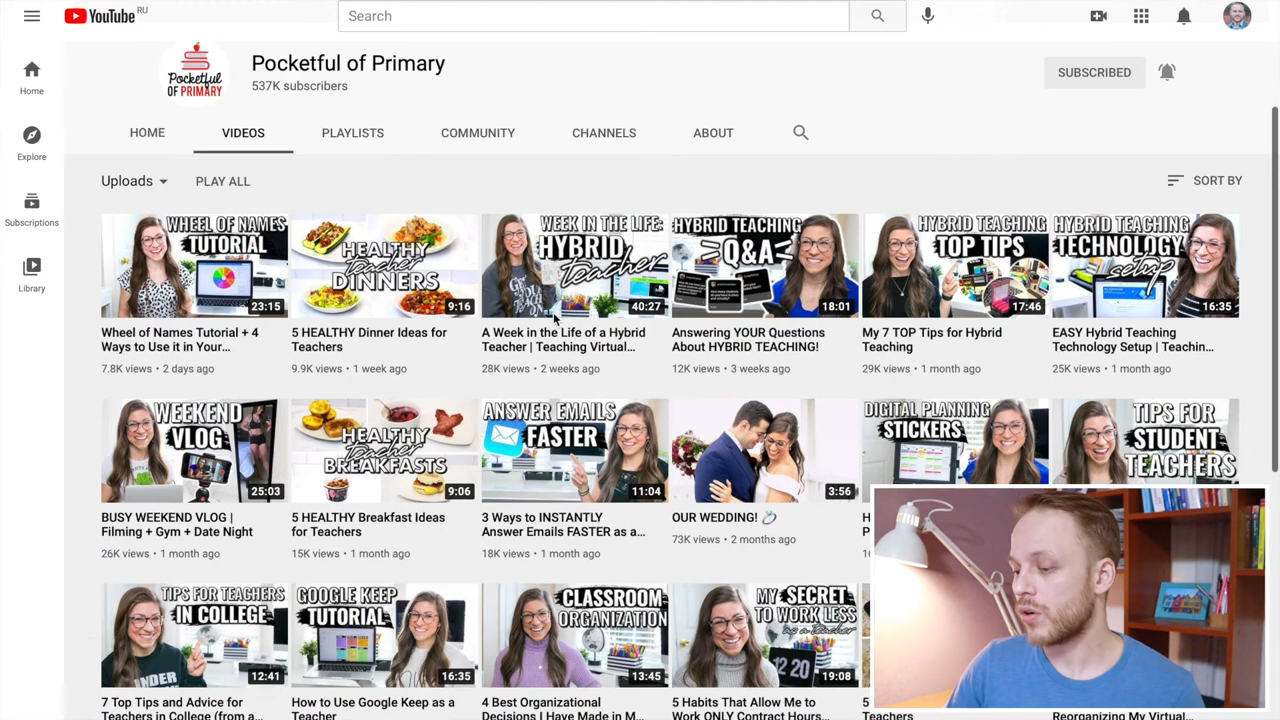 YouTube RU
Search
Home
Explore
Subscriptions
Library
Pocketful
OF PRIMARY
Pocketful of Primary
537K subscribers
SUBSCRIBED
HOME
VIDEOS
PLAYLISTS
COMMUNITY
CHANNELS
ABOUT
Uploads
PLAY ALL
SORT BY
WHEEL OF NAMES
TUTORIAL
23:15
Wheel of Names Tutorial + 4
Ways to Use it in Your...
7.8K views • 2 days ago
HEALTHY
teacher
DINNERS
9:16
5 HEALTHY Dinner Ideas for
Teachers
9.9K views • 1 week ago
WEEK IN THE LIFE:
HYBRID
teacher
40:27
A Week in the Life of a Hybrid
Teacher | Teaching Virtual...
28K views • 2 weeks ago
HYBRID TEACHING
Q&A
18:01
Answering YOUR Questions
About HYBRID TEACHING!
12K views • 3 weeks ago
HYBRID TEACHING
TOP TIPS
17:46
My 7 TOP Tips for Hybrid
Teaching
29K views • 1 month ago
HYBRID TEACHING
TECHNOLOGY
setup
16:35
EASY Hybrid Teaching
Technology Setup | Teachin...
25K views • 1 month ago
WEEKEND
VLOG
25:03
BUSY WEEKEND VLOG |
Filming + Gym + Date Night
26K views • 1 month ago
HEALTHY
teacher
BREAKFASTS
9:06
5 HEALTHY Breakfast Ideas
for Teachers
15K views • 1 month ago
ANSWER EMAILS
FASTER
11:04
3 Ways to INSTANTLY
Answer Emails FASTER as a...
18K views • 1 month ago
3:56
OUR WEDDING! 💍
73K views • 2 months ago
DIGITAL PLANNING
STICKERS
TIPS FOR
STUDENT
TEACHERS
TIPS FOR TEACHERS
IN COLLEGE
12:41
7 Top Tips and Advice for
Teachers in College (from a...
GOOGLE KEEP
TUTORIAL
16:35
How to Use Google Keep as a
Teacher
CLASSROOM
ORGANIZATION
13:45
4 Best Organizational
Decisions I Have Made in M...
MY SECRET
TO WORK LESS
as a teacher
12 20
19:08
5 Habits That Allow Me to
Work ONLY Contract Hours...
Teachers
Reorganizing My Virtual...